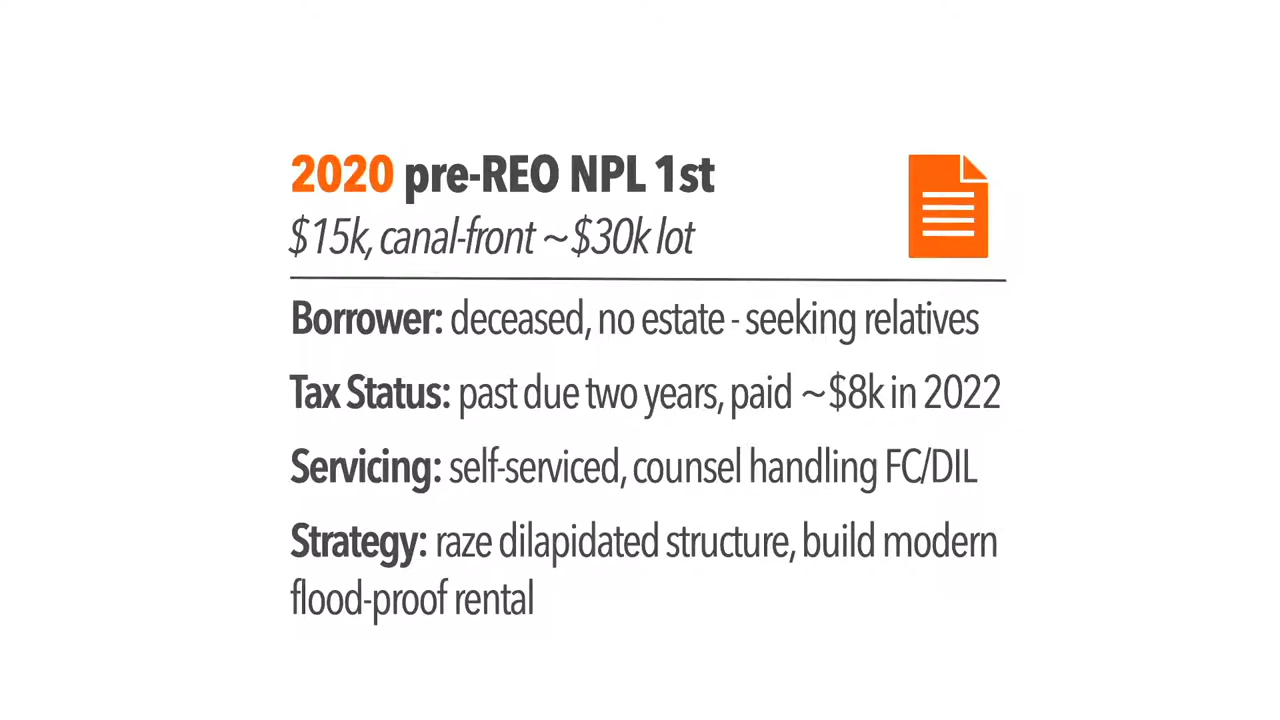 2020 pre-REO NPL 1st
$15k, canal-front ~$30k lot
Borrower: deceased, no estate - seeking relatives
Tax Status: past due two years, paid ~$8k in 2022
Servicing: self-serviced, counsel handling FC/DIL
Strategy: raze dilapidated structure, build modern
flood-proof rental